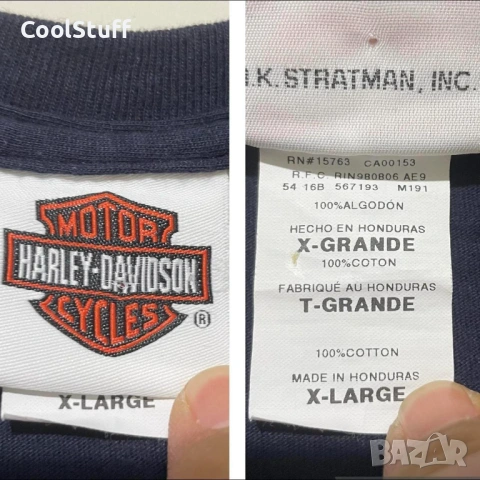 CoolStuff
MOTOR
HARLEY-DAVIDSON
CYCLES
®
X-LARGE
.K. STRATMAN, INC.
RN#15763 CA00153
R.F.C. RIN980806 AE9
54 16B 567193 M191
100%ALGODÓN
HECHO EN HONDURAS
X-GRANDE
100%COTON
FABRIQUÉ AU HONDURAS
T-GRANDE
100%COTTON
MADE IN HONDURAS
X-LARGE
BAZAR